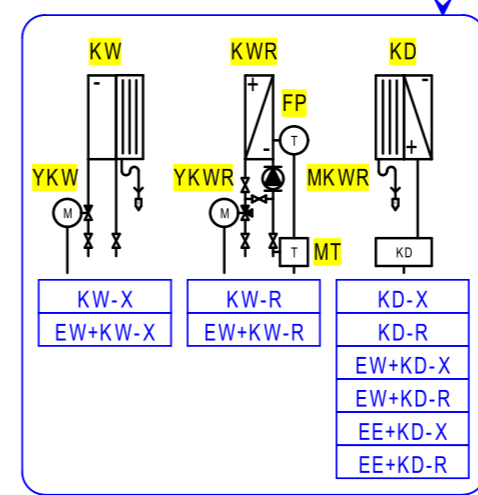 KW KWR KD
- + FP
T
- +
YKW YKWR MKWR
M M
T MT KD
KW-X KW-R KD-X
EW+KW-X EW+KW-R KD-R
EW+KD-X
EW+KD-R
EE+KD-X
EE+KD-R